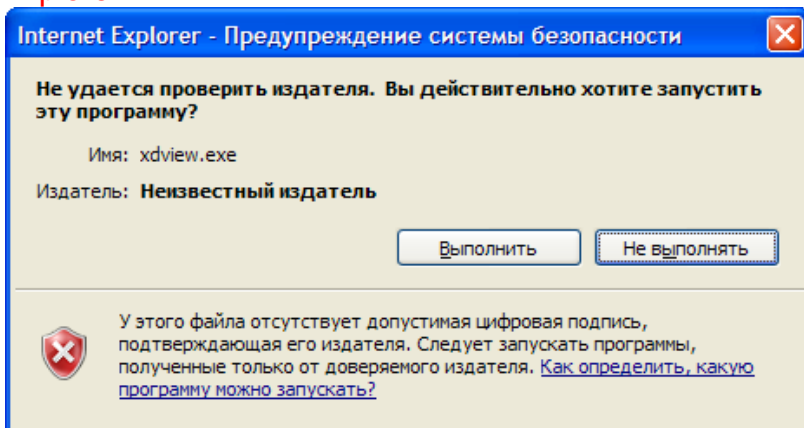 Internet Explorer - Предупреждение системы безопасности
Не удается проверить издателя. Вы действительно хотите запустить
эту программу?
Имя: xdview.exe
Издатель: Неизвестный издатель
Выполнить
Не выполнять
У этого файла отсутствует допустимая цифровая подпись,
подтверждающая его издателя. Следует запускать программы,
полученные только от доверяемого издателя. Как определить, какую
программу можно запускать?